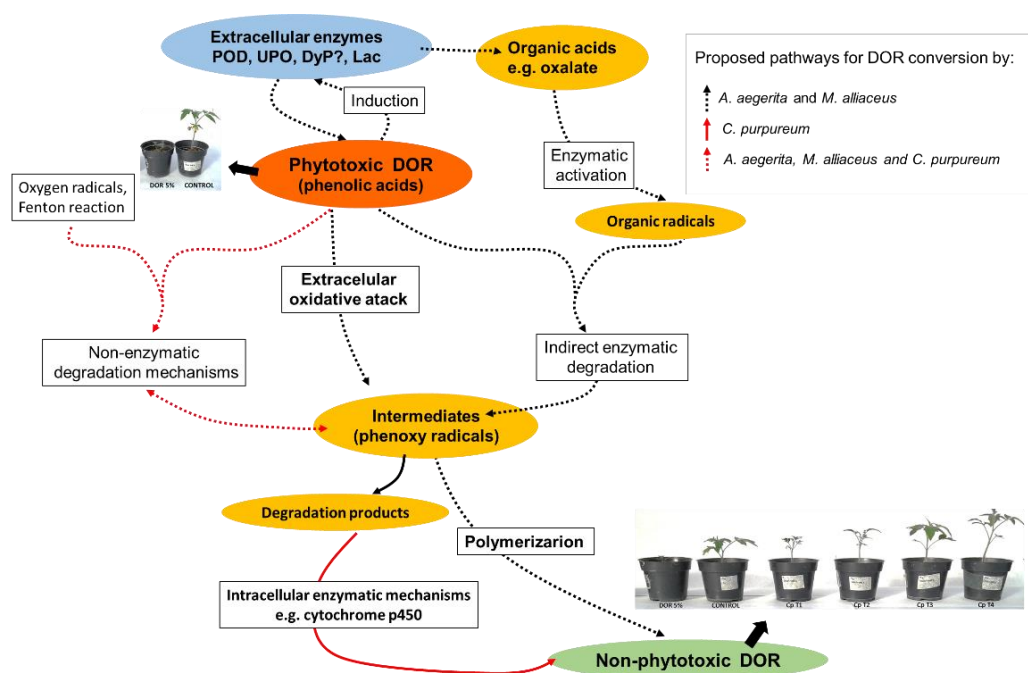 Extracellular enzymes
POD, UPO, DyP?, Lac
Organic acids
e.g. oxalate
Proposed pathways for DOR conversion by:
A. aegerita and M. alliaceus
C. purpureum
A. aegerita, M. alliaceus and C. purpureum
Induction
DOR 5%
CONTROL
Phytotoxic DOR
(phenolic acids)
Enzymatic
activation
Oxygen radicals,
Fenton reaction
Organic radicals
Extracelular
oxidative atack
Non-enzymatic
degradation mechanisms
Indirect enzymatic
degradation
Intermediates
(phenoxy radicals)
Degradation products
Polymerizarion
Intracellular enzymatic mechanisms
e.g. cytochrome p450
DOR 5%
CONTROL
Cp T1
Cp T2
Cp T3
Cp T4
Non-phytotoxic DOR